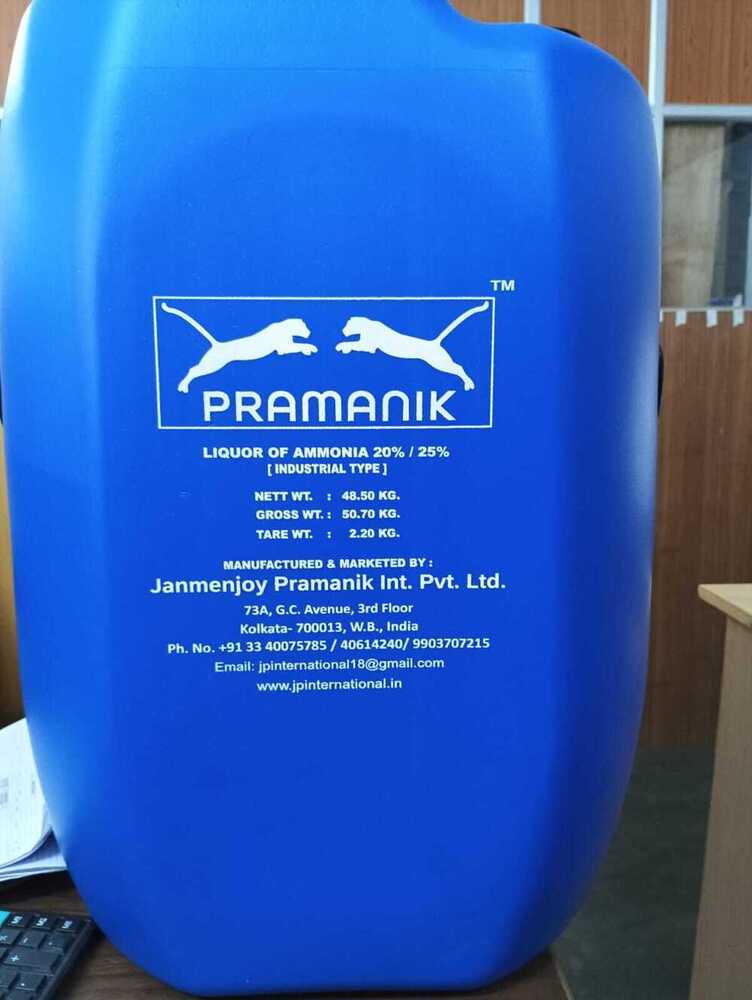 TM
PRAMANIK
LIQUOR OF AMMONIA 20% / 25%
[ INDUSTRIAL TYPE ]
NETT WT. : 48.50 KG.
GROSS WT. : 50.70 KG.
TARE WT. : 2.20 KG.
MANUFACTURED & MARKETED BY :
Janmenjoy Pramanik Int. Pvt. Ltd.
73A, G.C. Avenue, 3rd Floor
Kolkata- 700013, W.B., India
Ph. No. +91 33 40075785 / 40614240/ 9903707215
Email: jpinternational18@gmail.com
www.jpinternational.in